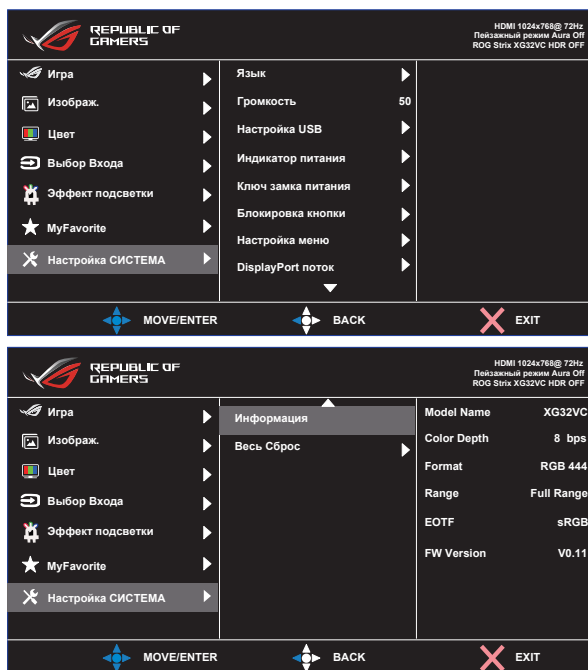 REPUBLIC OF
GAMERS
HDMI 1024x768@ 72Hz
Пейзажный режим Aura Off
ROG Strix XG32VC HDR OFF
Игра
Изображ.
Цвет
Выбор Входа
Эффект подсветки
MyFavorite
Настройка СИСТЕМА
Язык
Громкость 50
Настройка USB
Индикатор питания
Ключ замка питания
Блокировка кнопки
Настройка меню
DisplayPort поток
MOVE/ENTER
BACK
EXIT
REPUBLIC OF
GAMERS
HDMI 1024x768@ 72Hz
Пейзажный режим Aura Off
ROG Strix XG32VC HDR OFF
Игра
Изображ.
Цвет
Выбор Входа
Эффект подсветки
MyFavorite
Настройка СИСТЕМА
Информация
Весь Сброс
Model Name XG32VC
Color Depth 8 bps
Format RGB 444
Range Full Range
EOTF sRGB
FW Version V0.11
MOVE/ENTER
BACK
EXIT